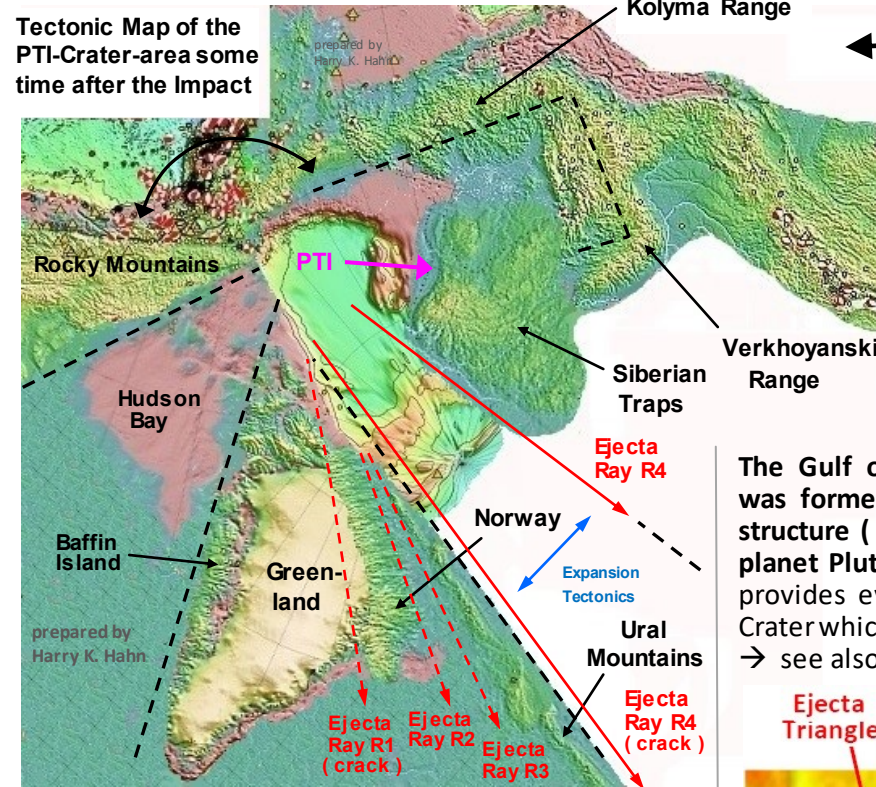 Tectonic Map of the
PTI-Crater-area some
time after the Impact
prepared by
Harry K. Hahn
Kolyma Range
Rocky Mountains
PTI
Hudson
Bay
Siberian
Traps
Verkhoyanski
Range
Ejecta
Ray R4
Baffin
Island
Green-
land
Norway
Expansion
Tectonics
prepared by
Harry K. Hahn
Ural
Mountains
Ejecta
Ray R1
( crack )
Ejecta
Ray R2
Ejecta
Ray R3
Ejecta
Ray R4
( crack )
The Gulf
was forme
structure (
planet Plut
provides ev
Crater whic
→ see also
Ejecta
Triangle